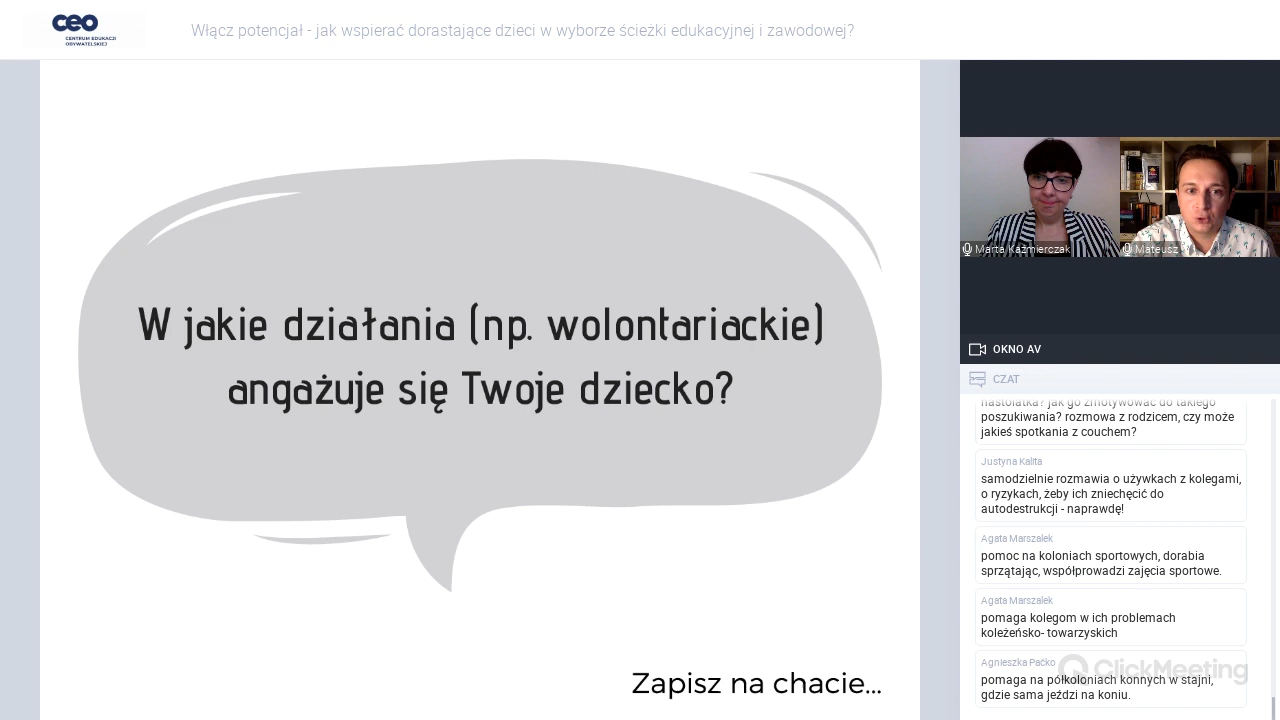 ceo
CENTRUM EDUKACJI
OBYWATELSKIEJ
Włącz potencjał - jak wspierać dorastające dzieci w wyborze ścieżki edukacyjnej i zawodowej?
W jakie działania (np. wolontariackie)
angażuje się Twoje dziecko?
Zapisz na chacie...
Marta Kaźmierczak
Mateusz
OKNO AV
CZAT
nastolatka? jak go zmotywować do takiego
poszukiwania? rozmowa z rodzicem, czy może
jakieś spotkania z couchem?
Justyna Kalita
samodzielnie rozmawia o używkach z kolegami,
o ryzykach, żeby ich zniechęcić do
autodestrukcji - naprawdę!
Agata Marszalek
pomoc na koloniach sportowych, dorabia
sprzątając, współprowadzi zajęcia sportowe.
Agata Marszalek
pomaga kolegom w ich problemach
koleżeńsko- towarzyskich
Agnieszka Paćko
pomaga na półkoloniach konnych w stajni,
gdzie sama jeździ na koniu.
ClickMeeting